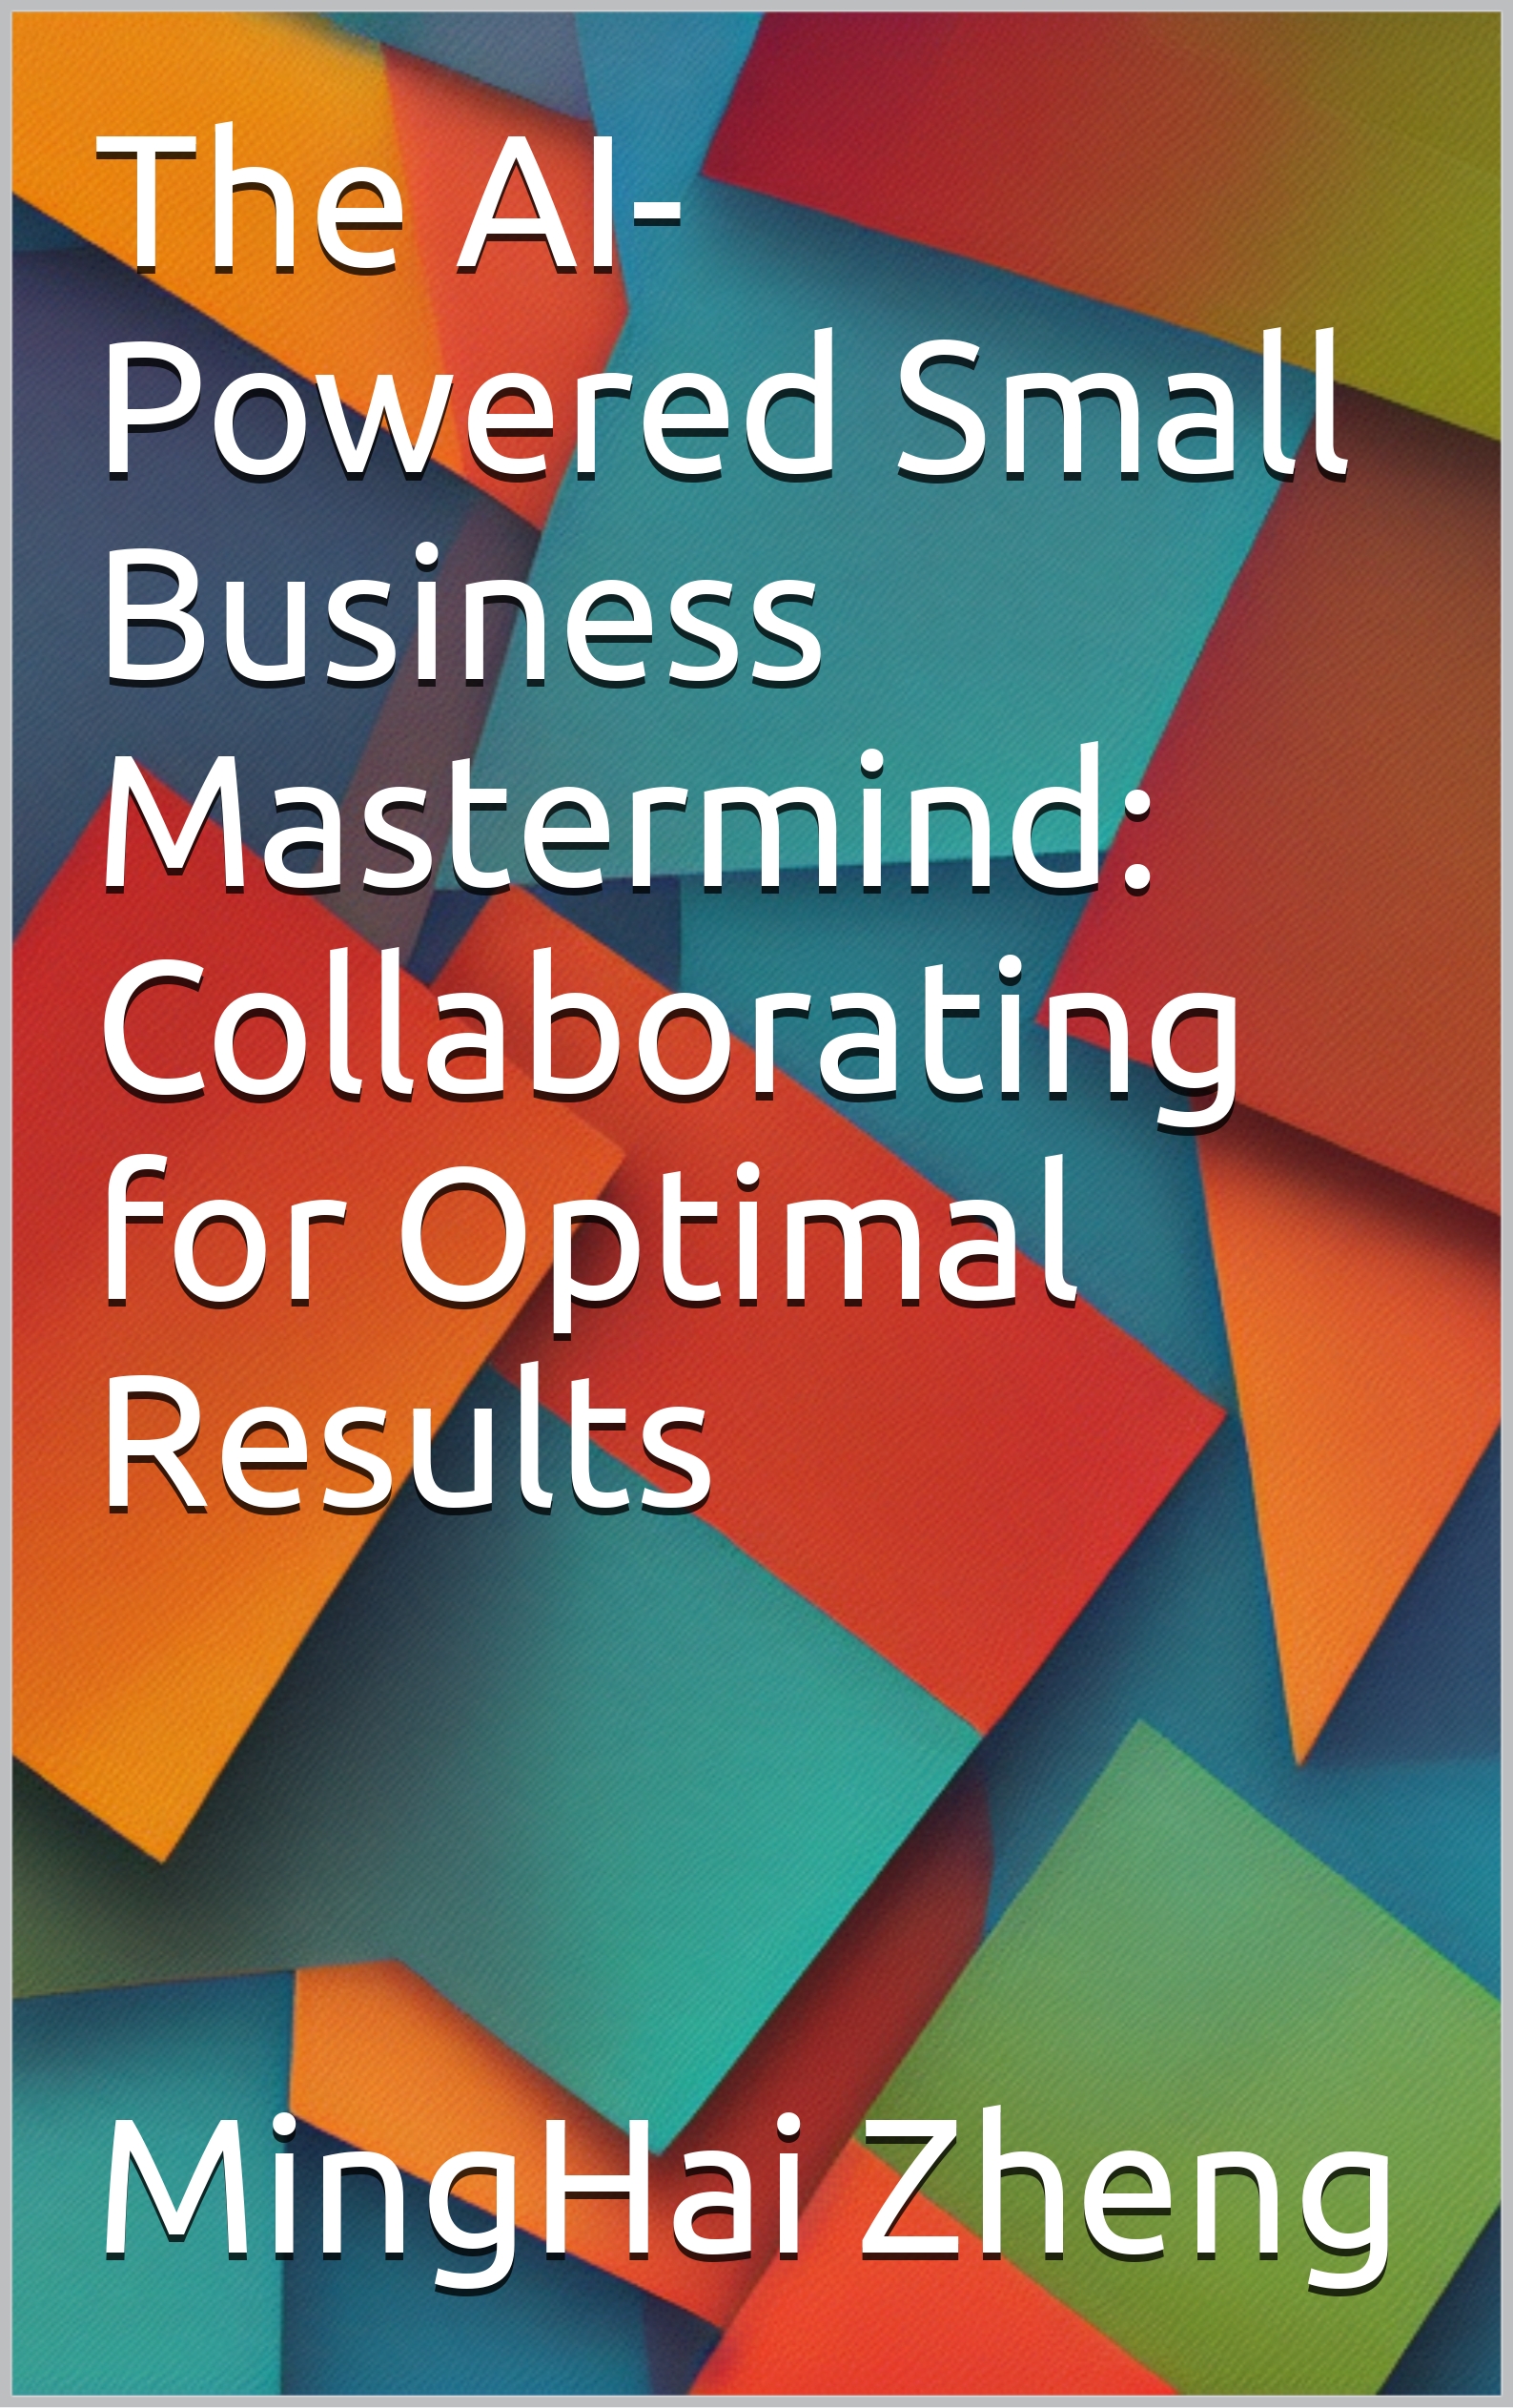 The AI-
Powered Small
Business
Mastermind:
Collaborating
for Optimal
Results
MingHai Zheng